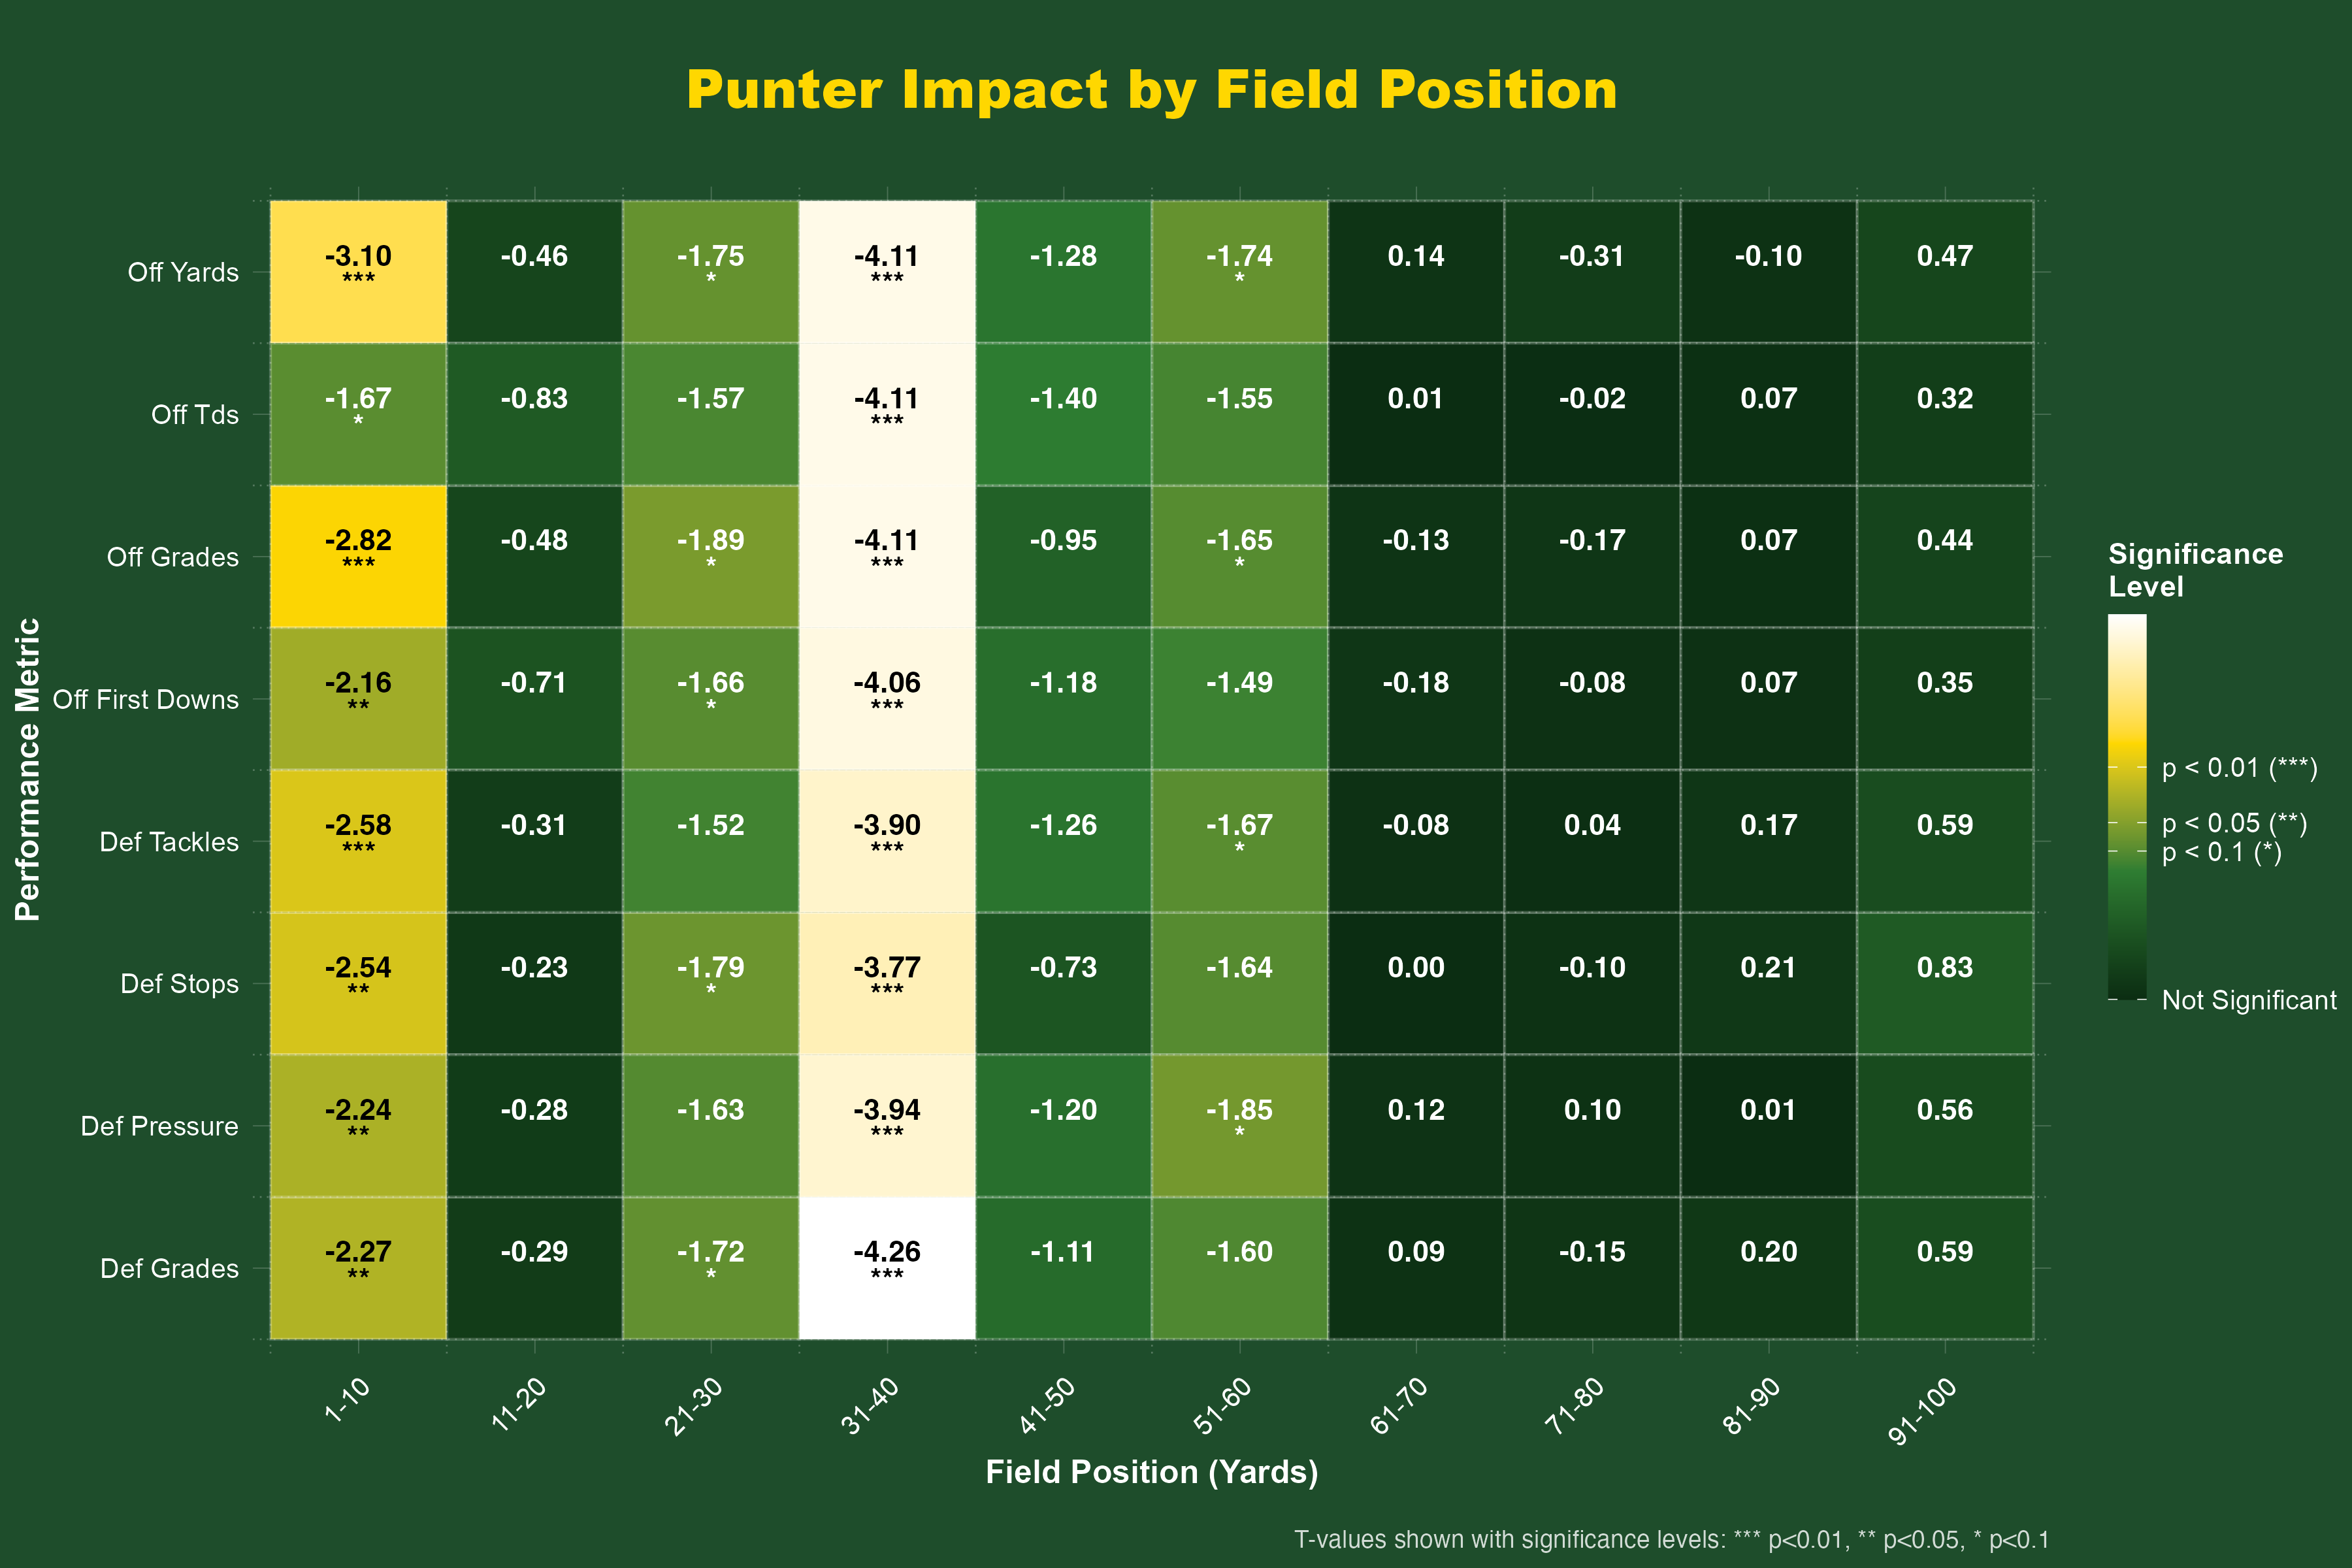 Punter Impact by Field Position
Performance Metric
Off Yards
-3.10 -0.46 -1.75 -4.11 -1.28 -1.74 0.14 -0.31 -0.10 0.47
*** * *** *
Off Tds
-1.67 -0.83 -1.57 -4.11 -1.40 -1.55 0.01 -0.02 0.07 0.32
* ***
Off Grades
-2.82 -0.48 -1.89 -4.11 -0.95 -1.65 -0.13 -0.17 0.07 0.44
*** * *** *
Off First Downs
-2.16 -0.71 -1.66 -4.06 -1.18 -1.49 -0.18 -0.08 0.07 0.35
** * ***
Def Tackles
-2.58 -0.31 -1.52 -3.90 -1.26 -1.67 -0.08 0.04 0.17 0.59
*** *** *
Def Stops
-2.54 -0.23 -1.79 -3.77 -0.73 -1.64 0.00 -0.10 0.21 0.83
** * ***
Def Pressure
-2.24 -0.28 -1.63 -3.94 -1.20 -1.85 0.12 0.10 0.01 0.56
** *** *
Def Grades
-2.27 -0.29 -1.72 -4.26 -1.11 -1.60 0.09 -0.15 0.20 0.59
** * ***
1-10 11-20 21-30 31-40 41-50 51-60 61-70 71-80 81-90 91-100
Field Position (Yards)
Significance
Level
p < 0.01 (***)
p < 0.05 (**)
p < 0.1 (*)
Not Significant
T-values shown with significance levels: *** p<0.01, ** p<0.05, * p<0.1